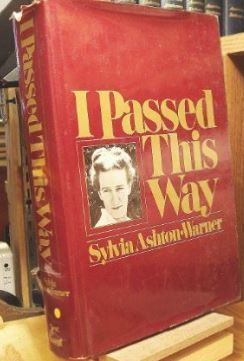 I Passed This Way
I Passed
This
Way
Sylvia Ashton-Warner